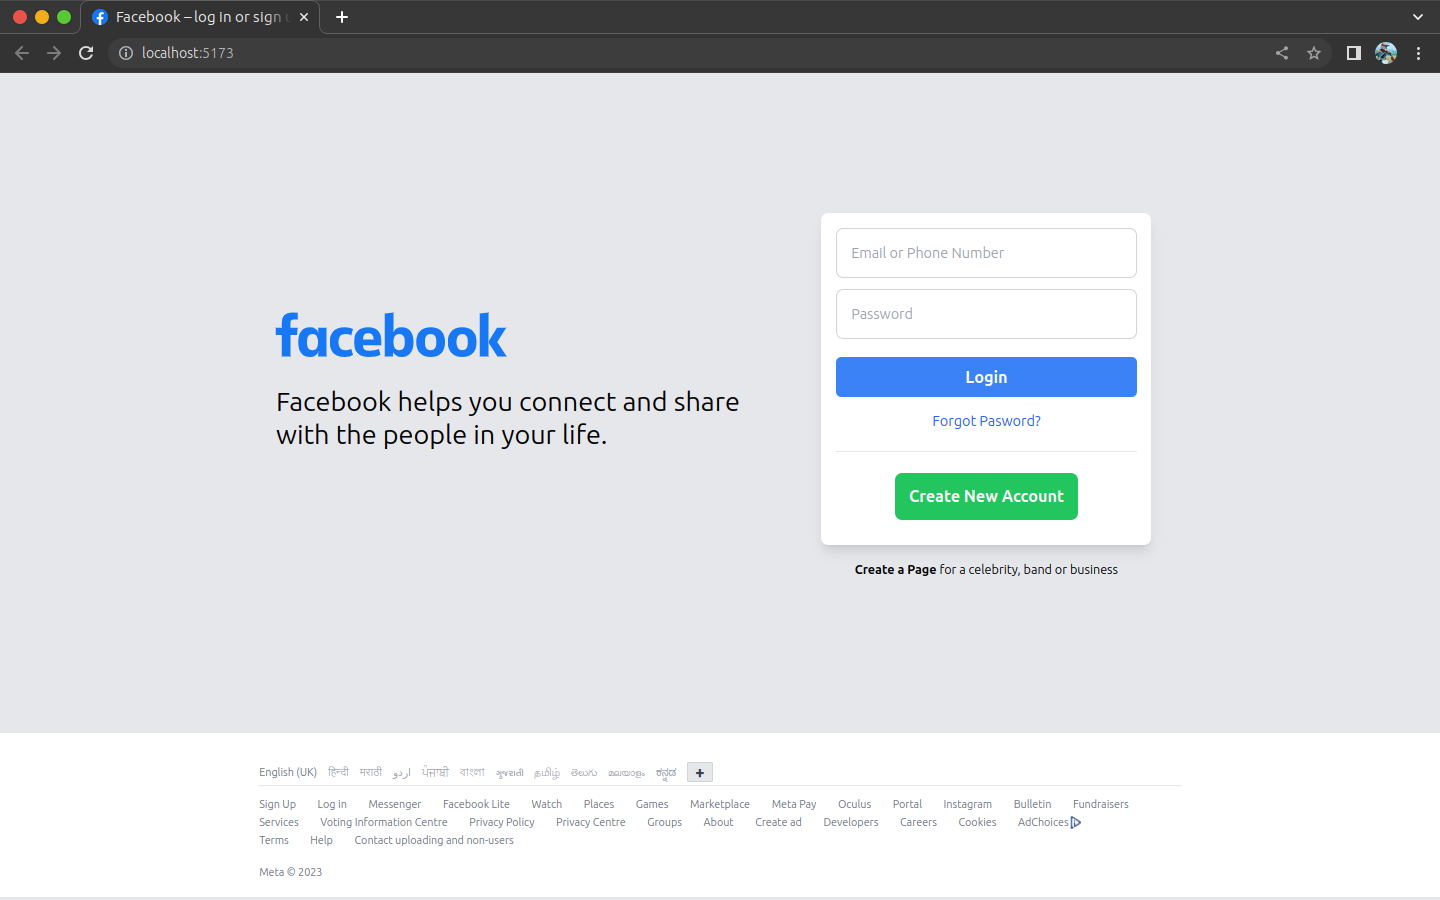 Facebook – log in or sign u
localhost:5173
facebook
Facebook helps you connect and share
with the people in your life.
Email or Phone Number
Password
Login
Forgot Pasword?
Create New Account
Create a Page for a celebrity, band or business
English (UK) हिन्दी मराठी اردو ਪੰਜਾਬੀ বাংলা ગુજરાતી தமிழ் తెలుగు മലയാളം ಕನ್ನಡ +
Sign Up Log in Messenger Facebook Lite Watch Places Games Marketplace Meta Pay Oculus Portal Instagram Bulletin Fundraisers
Services Voting Information Centre Privacy Policy Privacy Centre Groups About Create ad Developers Careers Cookies AdChoices
Terms Help Contact uploading and non-users
Meta © 2023